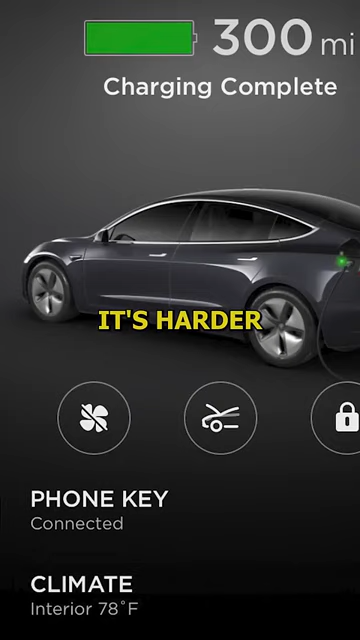 300 mi
Charging Complete
IT'S HARDER
PHONE KEY
Connected
CLIMATE
Interior 78°F